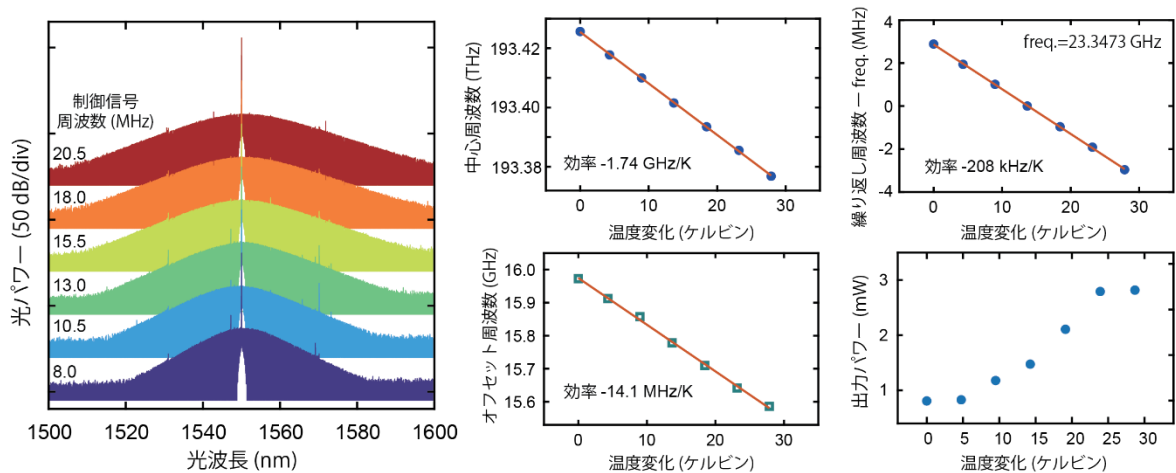 制御信号
周波数 (MHz)
20.5
18.0
15.5
13.0
10.5
8.0
光パワー (50 dB/div)
1500 1520 1540 1560 1580 1600
光波長 (nm)
中心周波数 (THz)
193.42
193.40
193.38
効率 -1.74 GHz/K
0 10 20 30
温度変化 (ケルビン)
繰り返し周波数 — freq. (MHz)
4
2
0
-2
-4
freq.=23.3473 GHz
効率 -208 kHz/K
0 10 20 30
温度変化 (ケルビン)
オフセット周波数 (GHz)
16.0
15.9
15.8
15.7
15.6
効率 -14.1 MHz/K
0 10 20 30
温度変化 (ケルビン)
出力パワー (mW)
3
2
1
0 5 10 15 20 25 30
温度変化 (ケルビン)